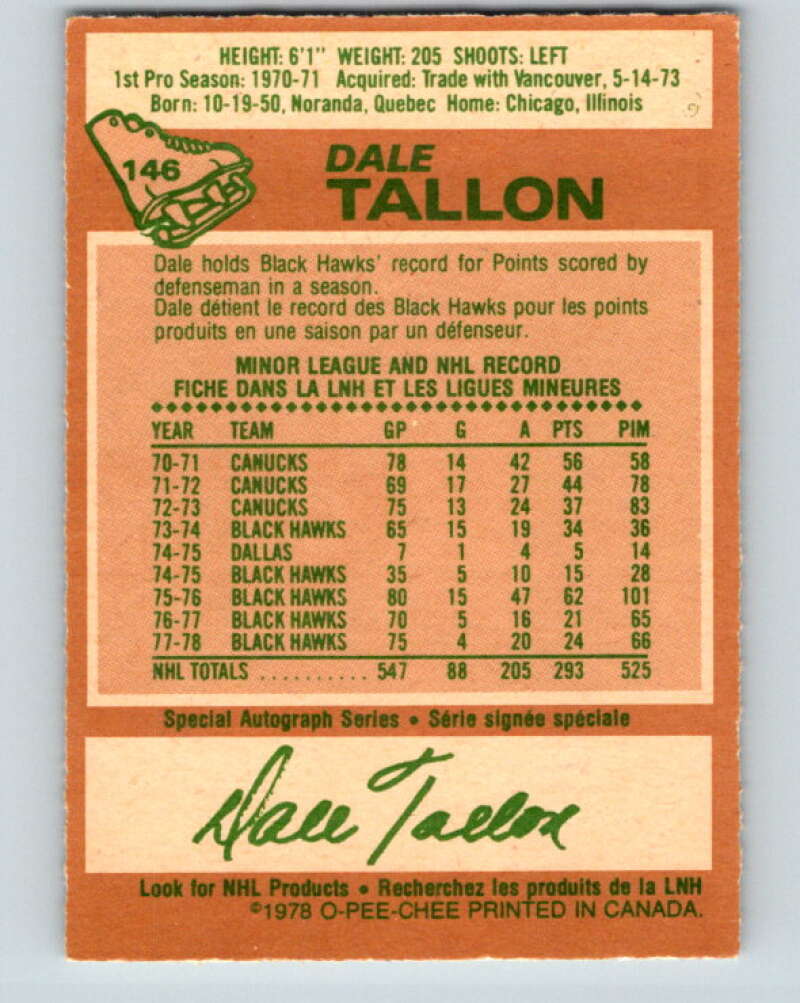 HEIGHT: 6'1" WEIGHT: 205 SHOOTS: LEFT
1st Pro Season: 1970-71 Acquired: Trade with Vancouver, 5-14-73
Born: 10-19-50, Noranda, Quebec Home: Chicago, Illinois
146
DALE
TALLON
Dale holds Black Hawks' record for Points scored by
defenseman in a season.
Dale détient le record des Black Hawks pour les points
produits en une saison par un défenseur.
MINOR LEAGUE AND NHL RECORD
FICHE DANS LA LNH ET LES LIGUES MINEURES
YEAR TEAM GP G A PTS PIM
70-71 CANUCKS 78 14 42 56 58
71-72 CANUCKS 69 17 27 44 78
72-73 CANUCKS 75 13 24 37 83
73-74 BLACK HAWKS 65 15 19 34 36
74-75 DALLAS 7 1 4 5 14
74-75 BLACK HAWKS 35 5 10 15 28
75-76 BLACK HAWKS 80 15 47 62 101
76-77 BLACK HAWKS 70 5 16 21 65
77-78 BLACK HAWKS 75 4 20 24 66
NHL TOTALS .......... 547 88 205 293 525
Special Autograph Series • Série signée spéciale
Dale Tallon
Look for NHL Products • Recherchez les produits de la LNH
©1978 O-PEE-CHEE PRINTED IN CANADA.